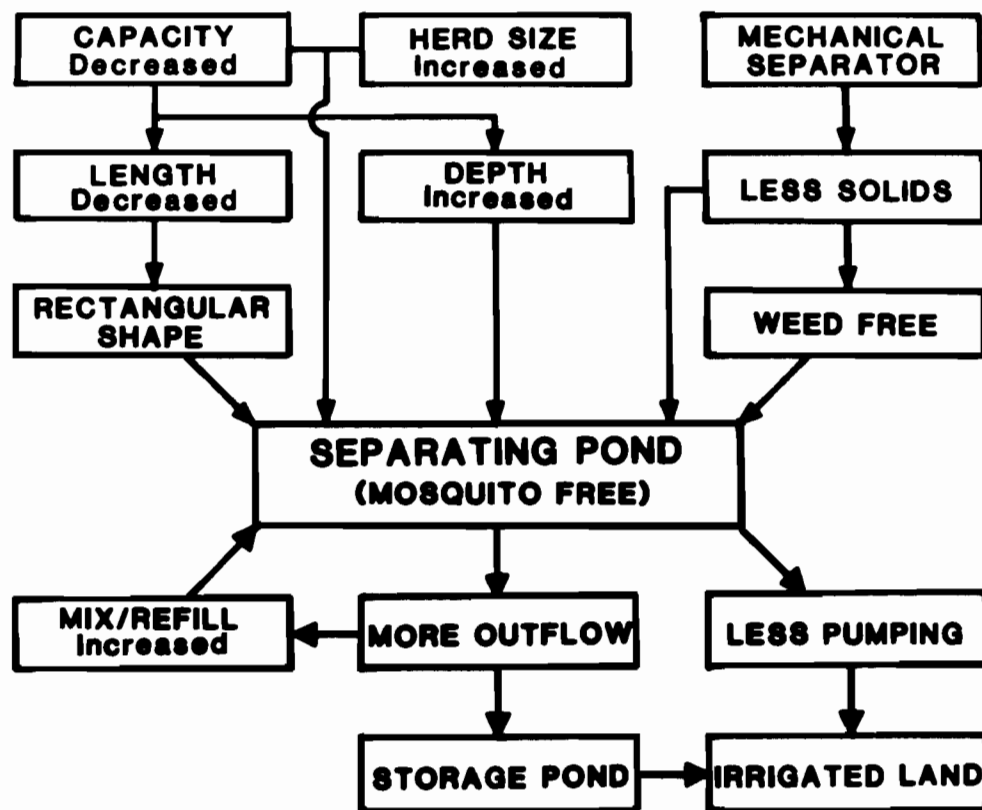 CAPACITY
Decreased
HERD SIZE
Increased
MECHANICAL
SEPARATOR
LENGTH
Decreased
DEPTH
Increased
LESS SOLIDS
RECTANGULAR
SHAPE
WEED FREE
SEPARATING POND
(MOSQUITO FREE)
MIX/REFILL
Increased
MORE OUTFLOW
LESS PUMPING
STORAGE POND
IRRIGATED LAND